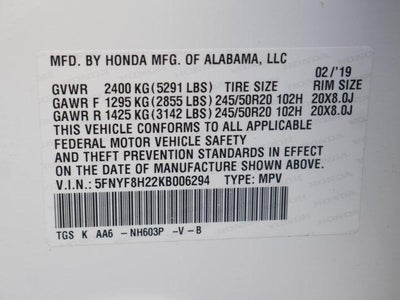 MFD. BY HONDA MFG. OF ALABAMA, LLC
02/'19
GVWR 2400 KG(5291 LBS) TIRE SIZE RIM SIZE
GAWR F 1295 KG(2855 LBS)245/50R20 102H 20X8.0J
GAWR R 1425 KG(3142 LBS)245/50R20 102H 20X8.0J
THIS VEHICLE CONFORMS TO ALL APPLICABLE
FEDERAL MOTOR VEHICLE SAFETY
AND THEFT PREVENTION STANDARDS IN EFFECT
ON THE DATE OF MANUFACTURE SHOWN ABOVE.
V.I.N.: 5FNYF8H22KB006294 TYPE: MPV
TGS K AA6 -NH603P -V-B